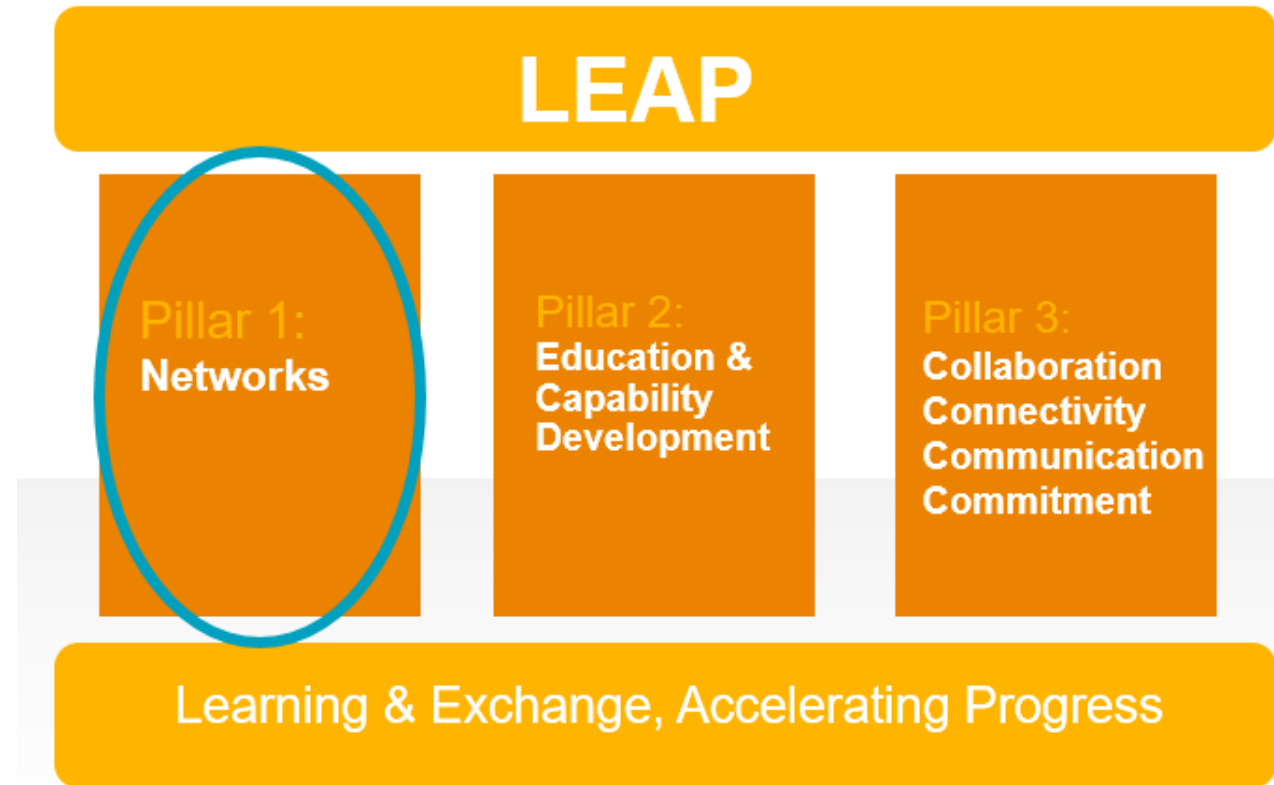 LEAP
Pillar 1:
Networks
Pillar 2:
Education &
Capability
Development
Pillar 3:
Collaboration
Connectivity
Communication
Commitment
Learning & Exchange, Accelerating Progress